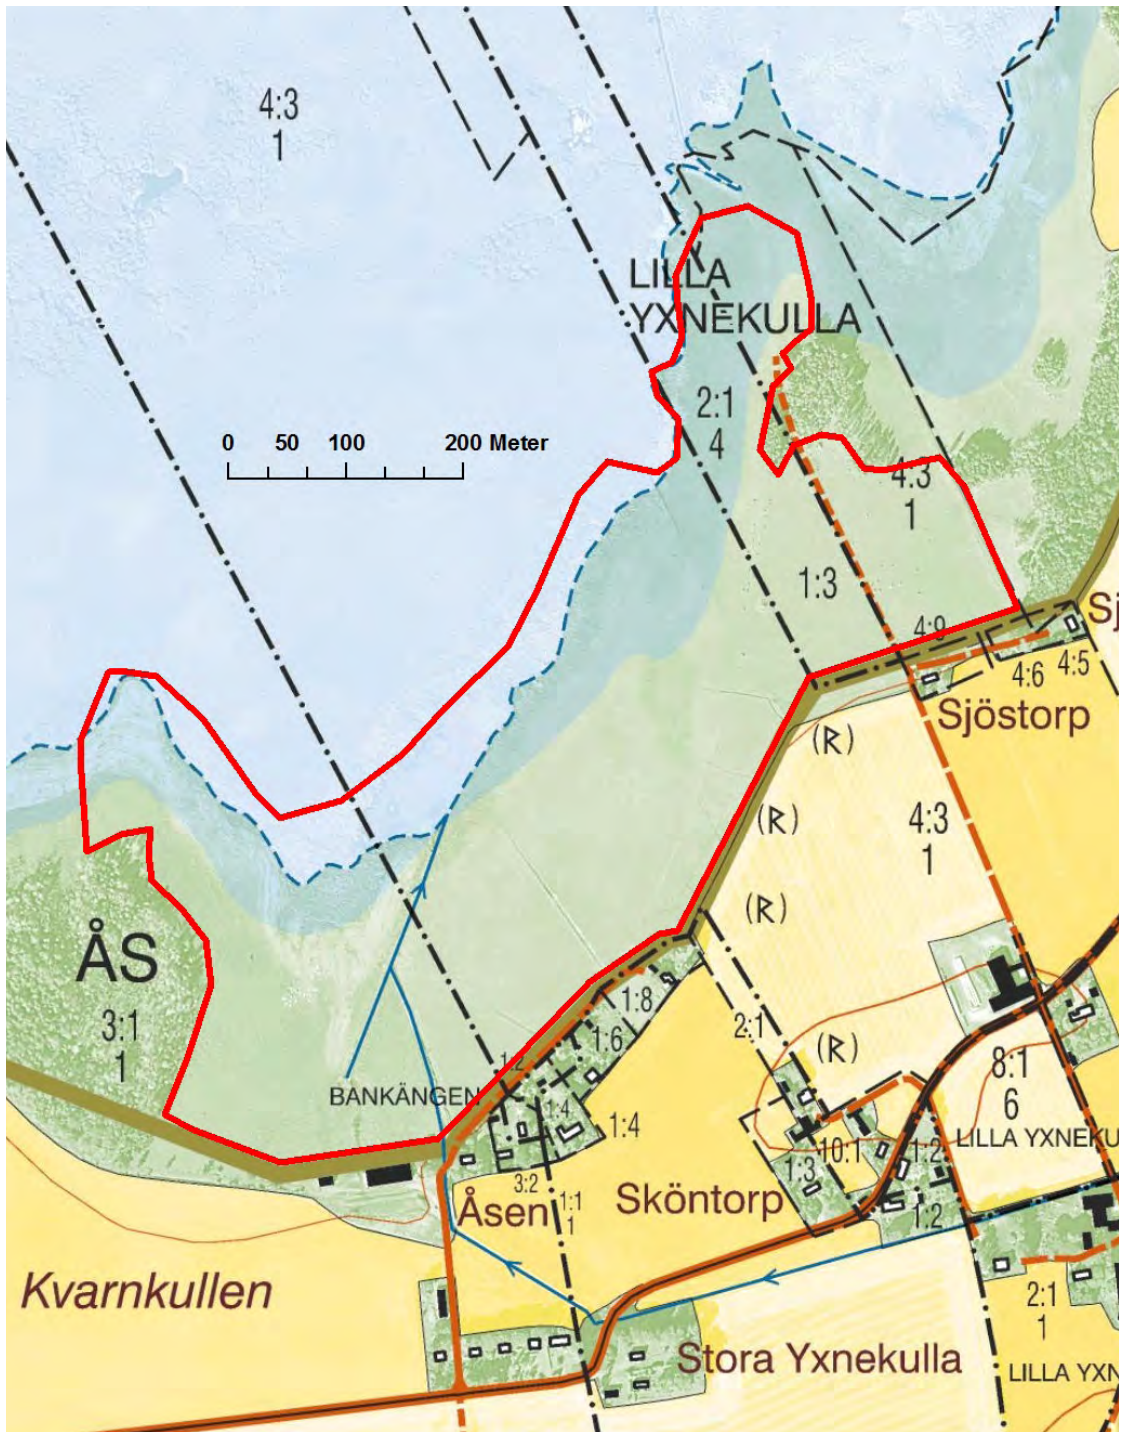 4:3
1
LILLA
YXNEKULLA
2:1
4
0 50 100 200 Meter
4:3
1
1:3
Sj
4:9
4:6
4:5
Sjöstorp
(R)
(R)
4:3
1
(R)
ÅS
3:1
1
1:8
2:1
1:6
(R)
1:2
8:1
6
BANKÄNGEN
1:4
1:4
LILLA YXNEKU
10:1
1:2
1:3
3:2
1:1
1
Åsen
Sköntorp
1:2
Kvarnkullen
2:1
1
Stora Yxnekulla
LILLA YXN